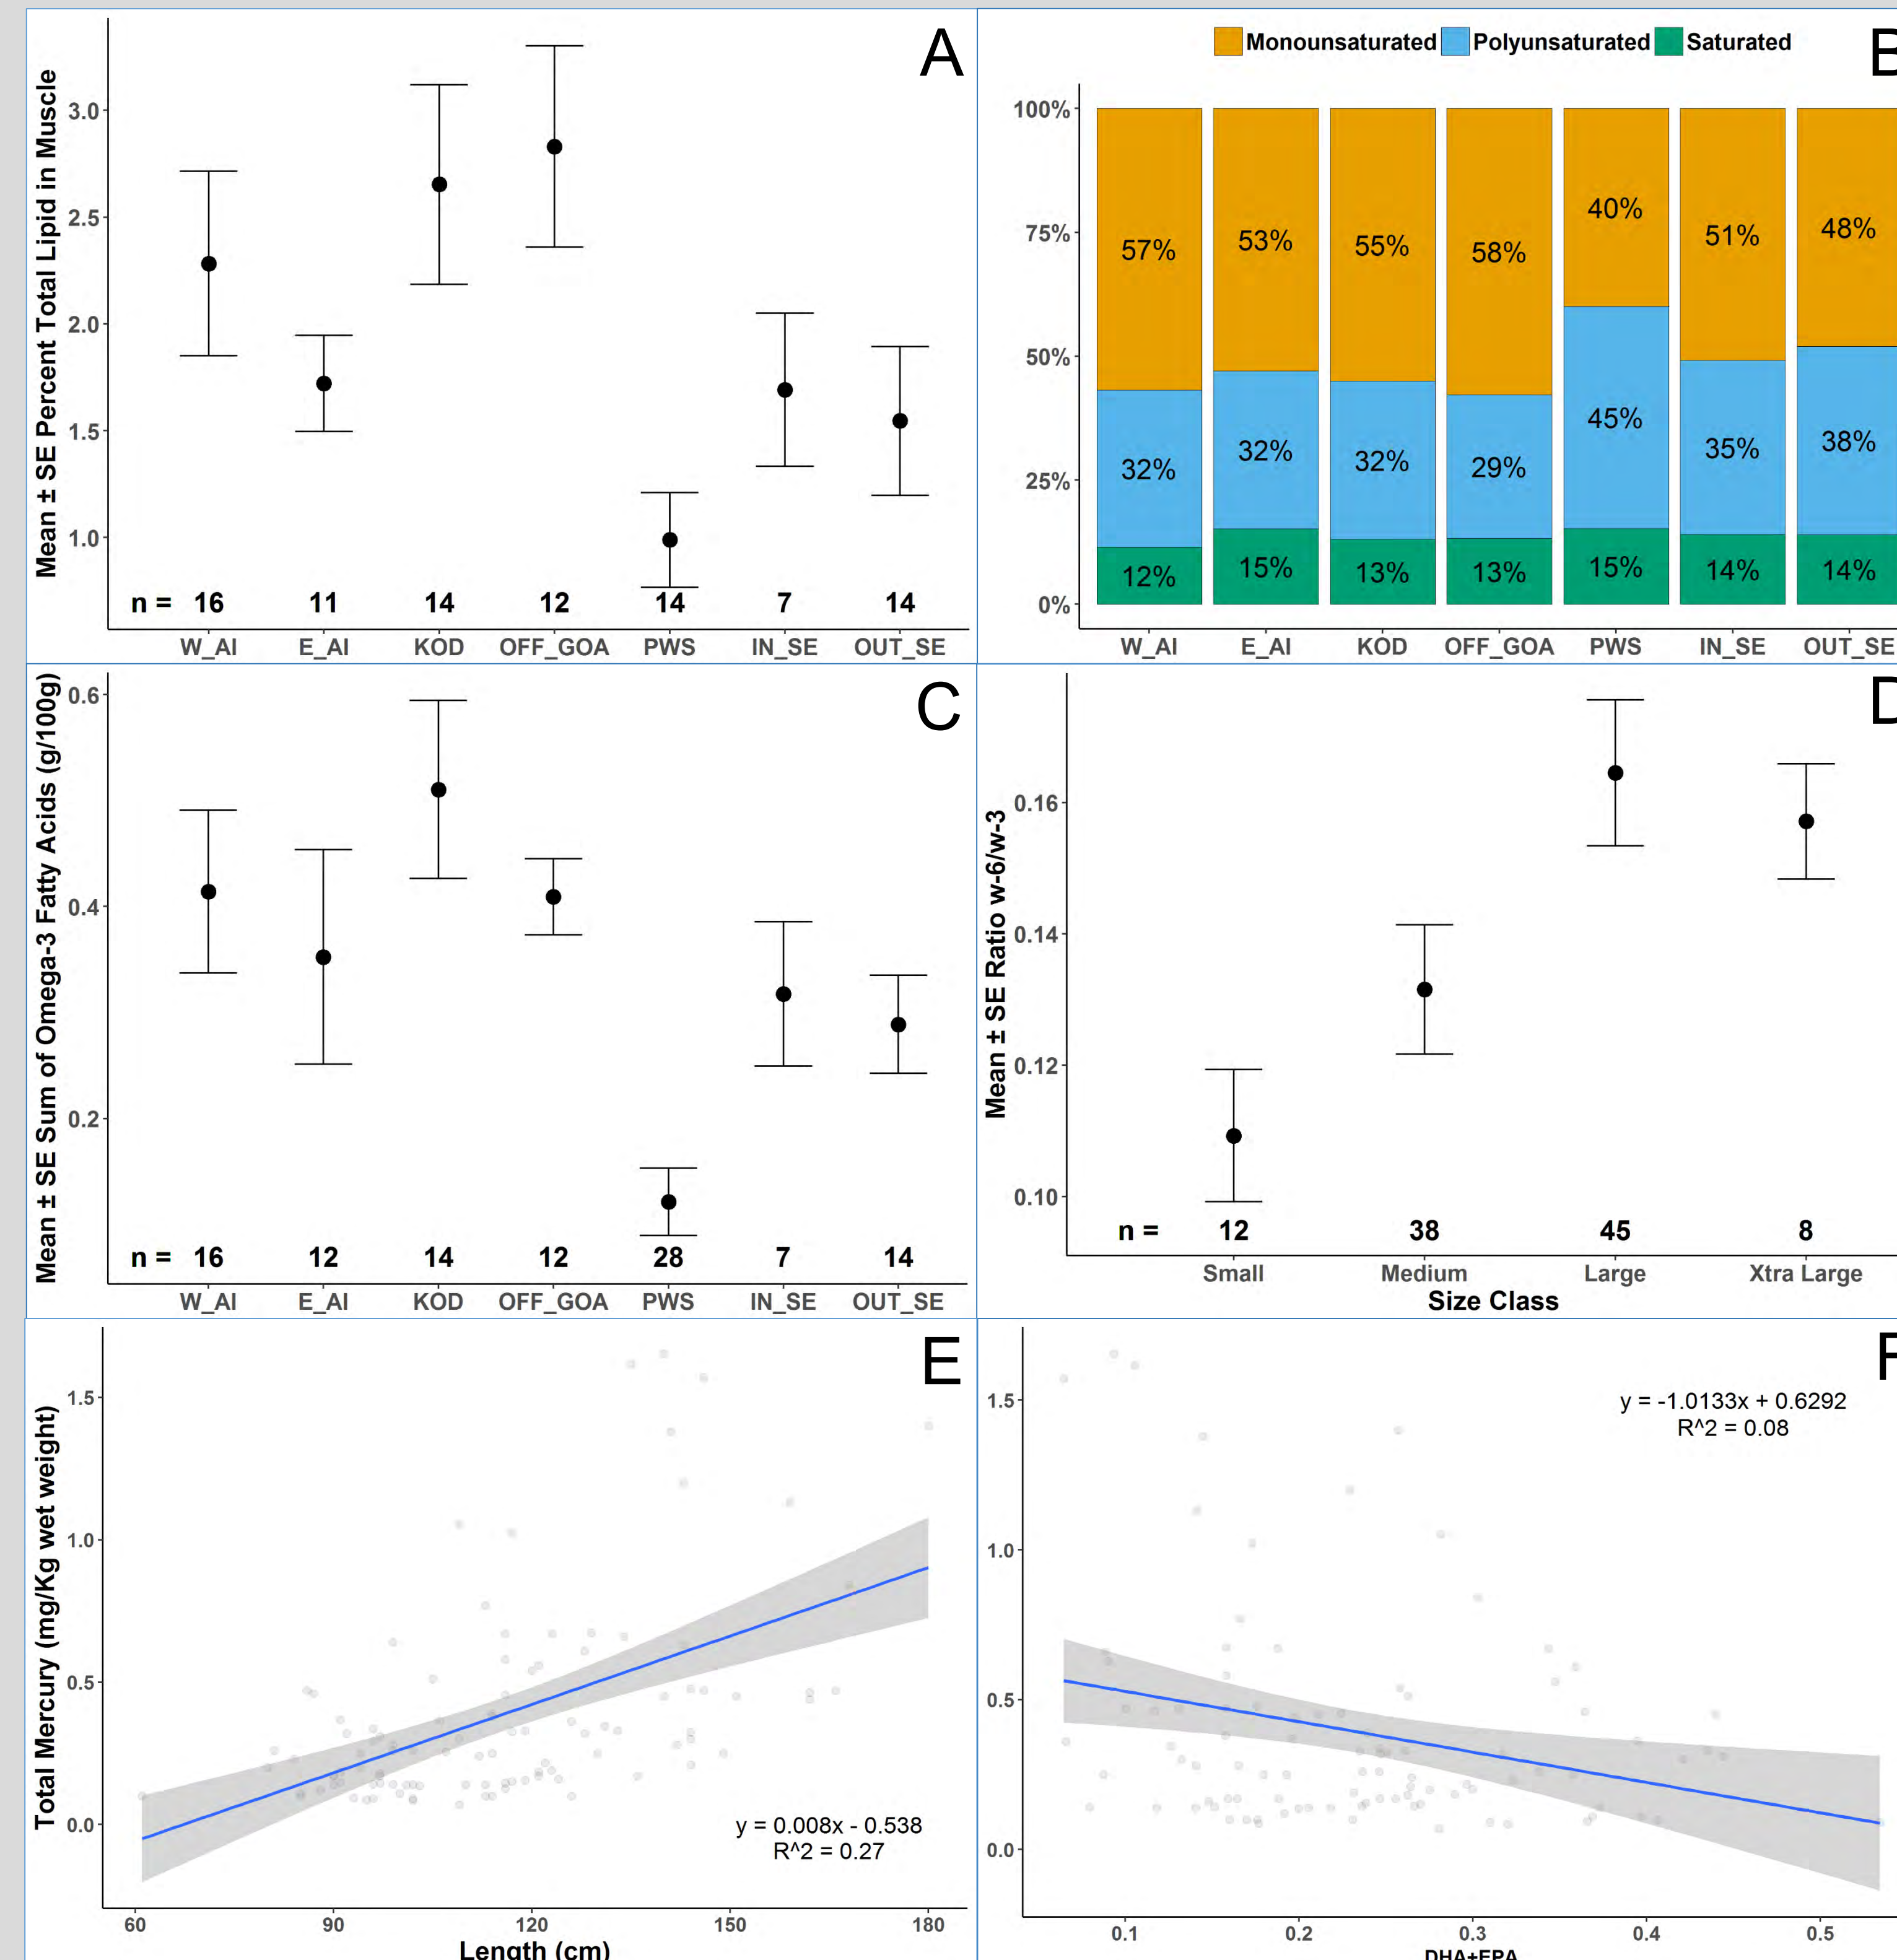 A
Mean ± SE Percent Total Lipid in Muscle
3.0
2.5
2.0
1.5
1.0
n = 16 11 14 12 14 7 14
W_AI E_AI KOD OFF_GOA PWS IN_SE OUT_SE
Monounsaturated Polyunsaturated Saturated
B
100%
75%
50%
25%
0%
57% 53% 55% 58% 40% 51% 48%
32% 32% 32% 29% 45% 35% 38%
12% 15% 13% 13% 15% 14% 14%
W_AI E_AI KOD OFF_GOA PWS IN_SE OUT_SE
C
Mean ± SE Sum of Omega-3 Fatty Acids (g/100g)
0.6
0.4
0.2
n = 16 12 14 12 28 7 14
W_AI E_AI KOD OFF_GOA PWS IN_SE OUT_SE
D
Mean ± SE Ratio w-6/w-3
0.16
0.14
0.12
0.10
n = 12 38 45 8
Small Medium Large Xtra Large
Size Class
E
Total Mercury (mg/Kg wet weight)
1.5
1.0
0.5
0.0
y = 0.008x - 0.538
R^2 = 0.27
60 90 120 150 180
Length (cm)
F
1.5
1.0
0.5
0.0
y = -1.0133x + 0.6292
R^2 = 0.08
0.1 0.2 0.3 0.4 0.5
DHA+EPA